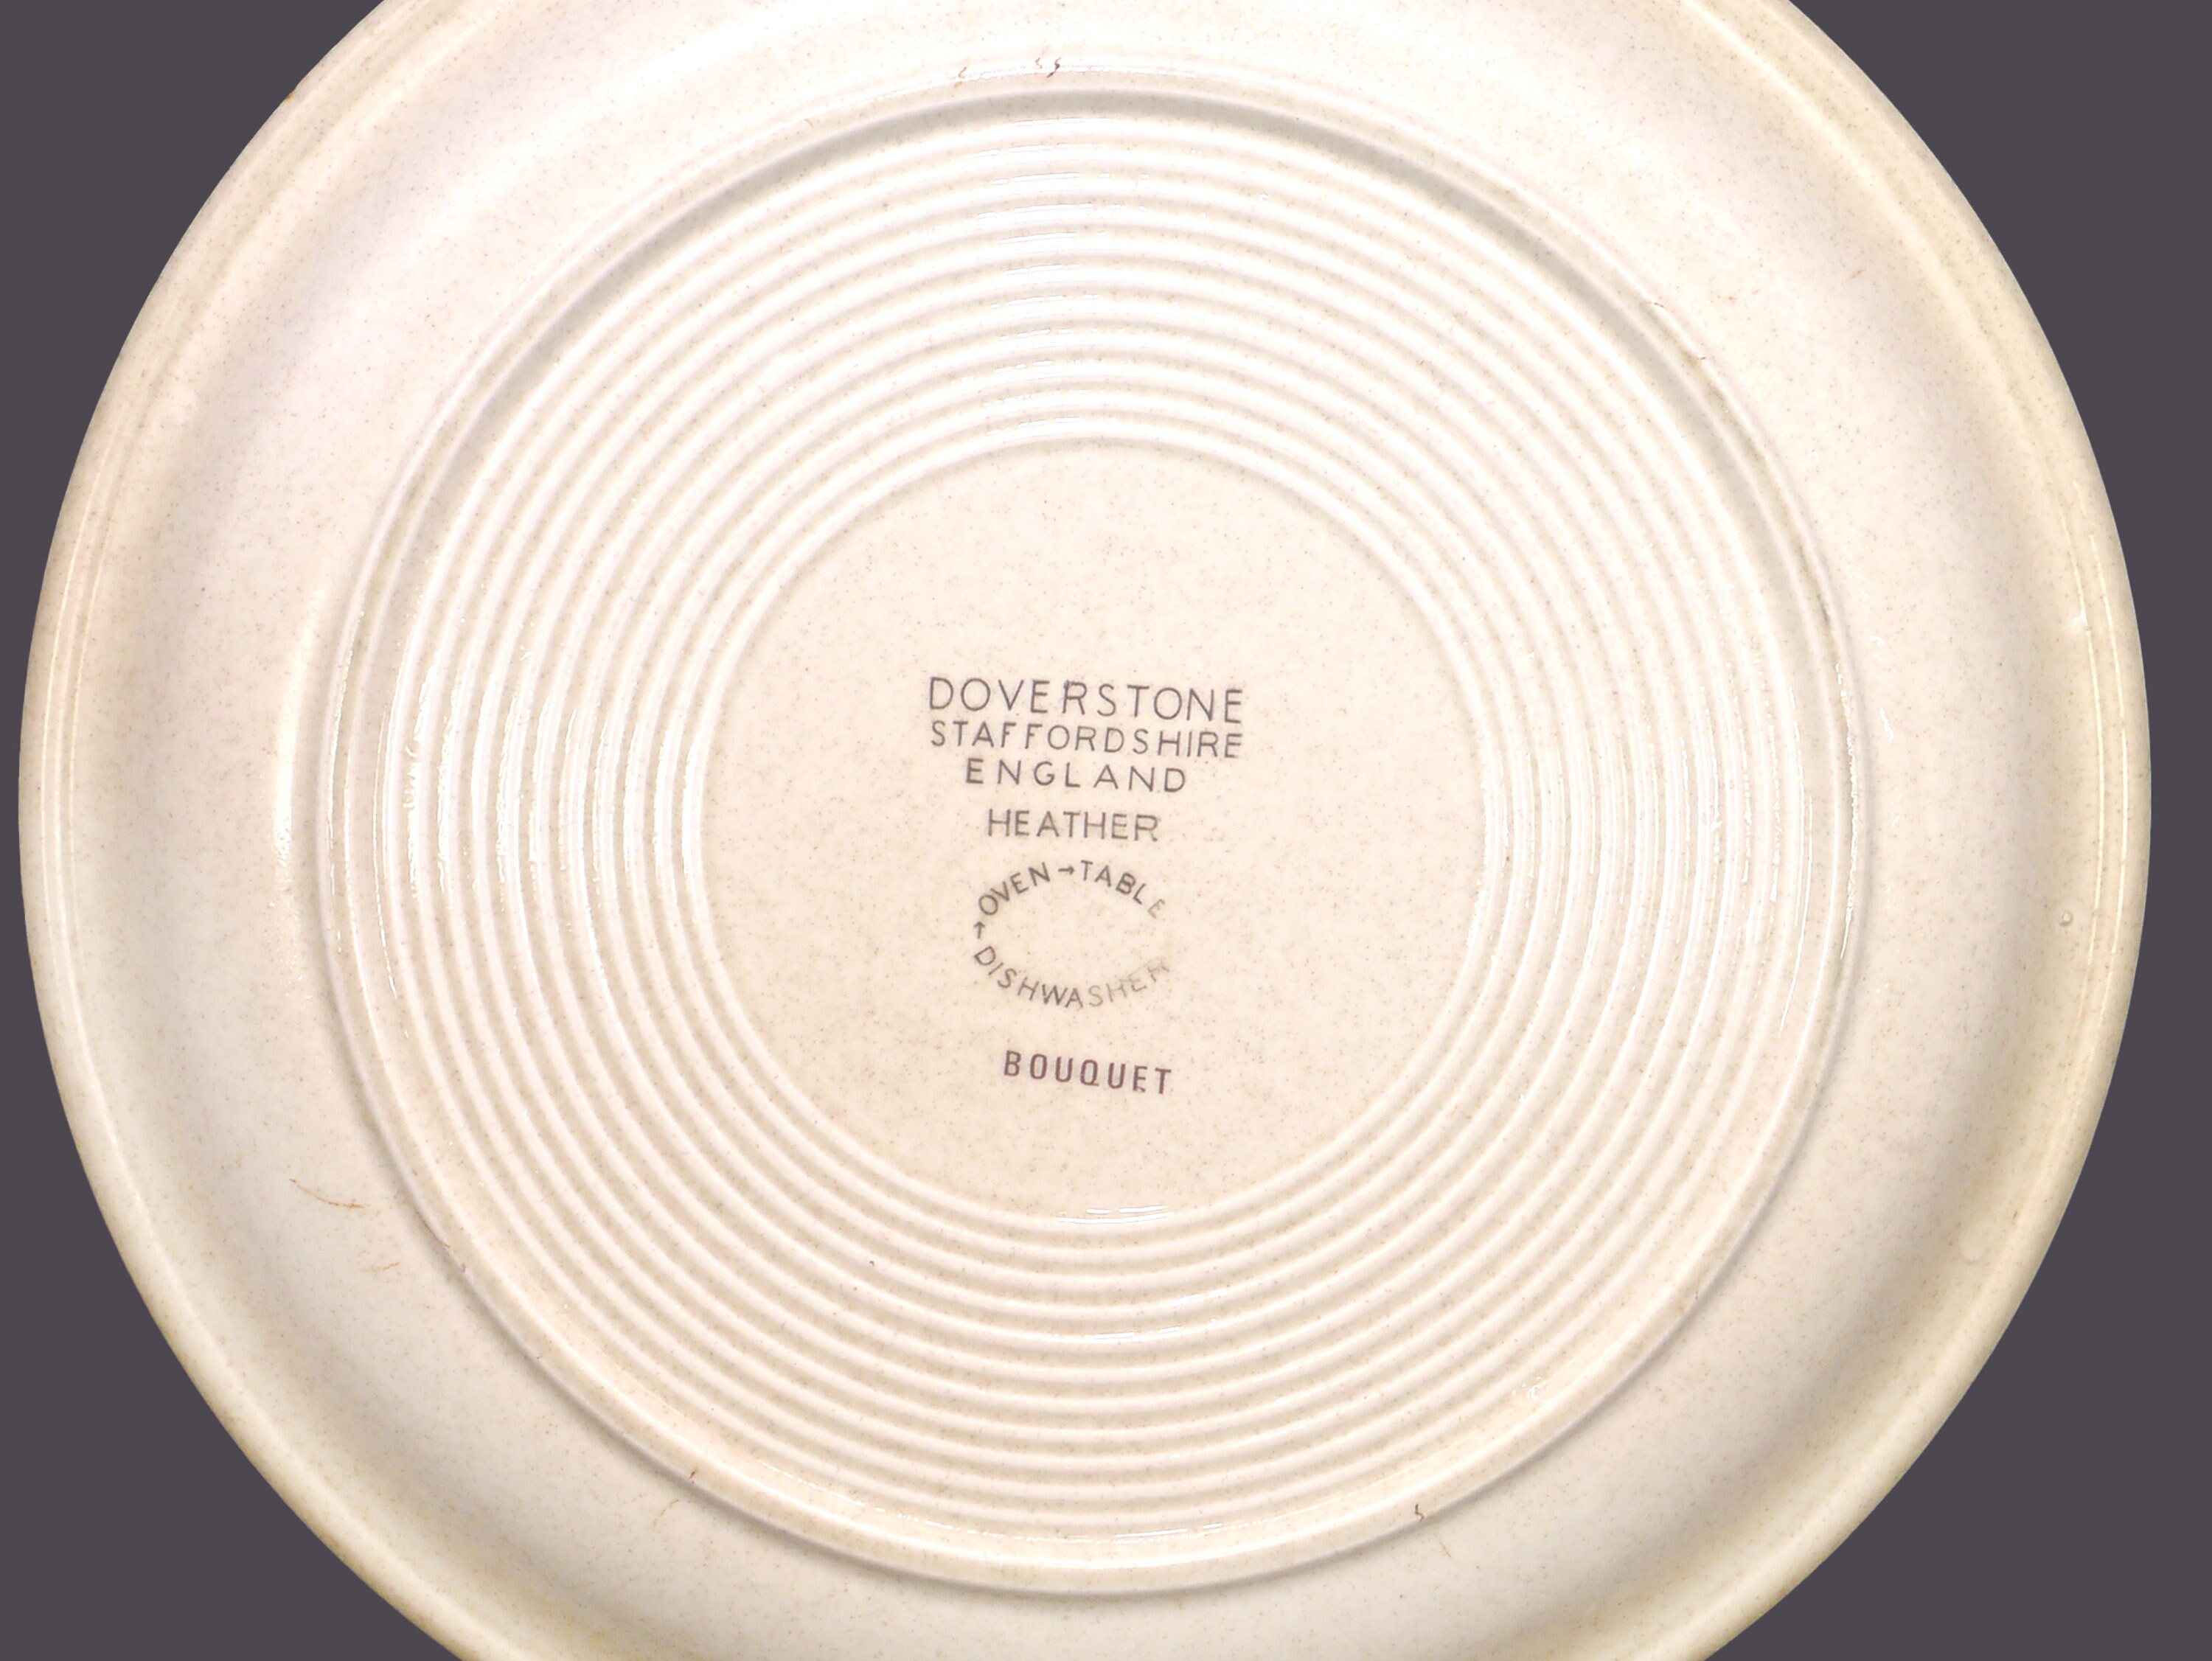 DOVERSTONE
STAFFORDSHIRE
ENGLAND
HEATHER
OVEN→TABLE
↑ DISHWASHER
BOUQUET